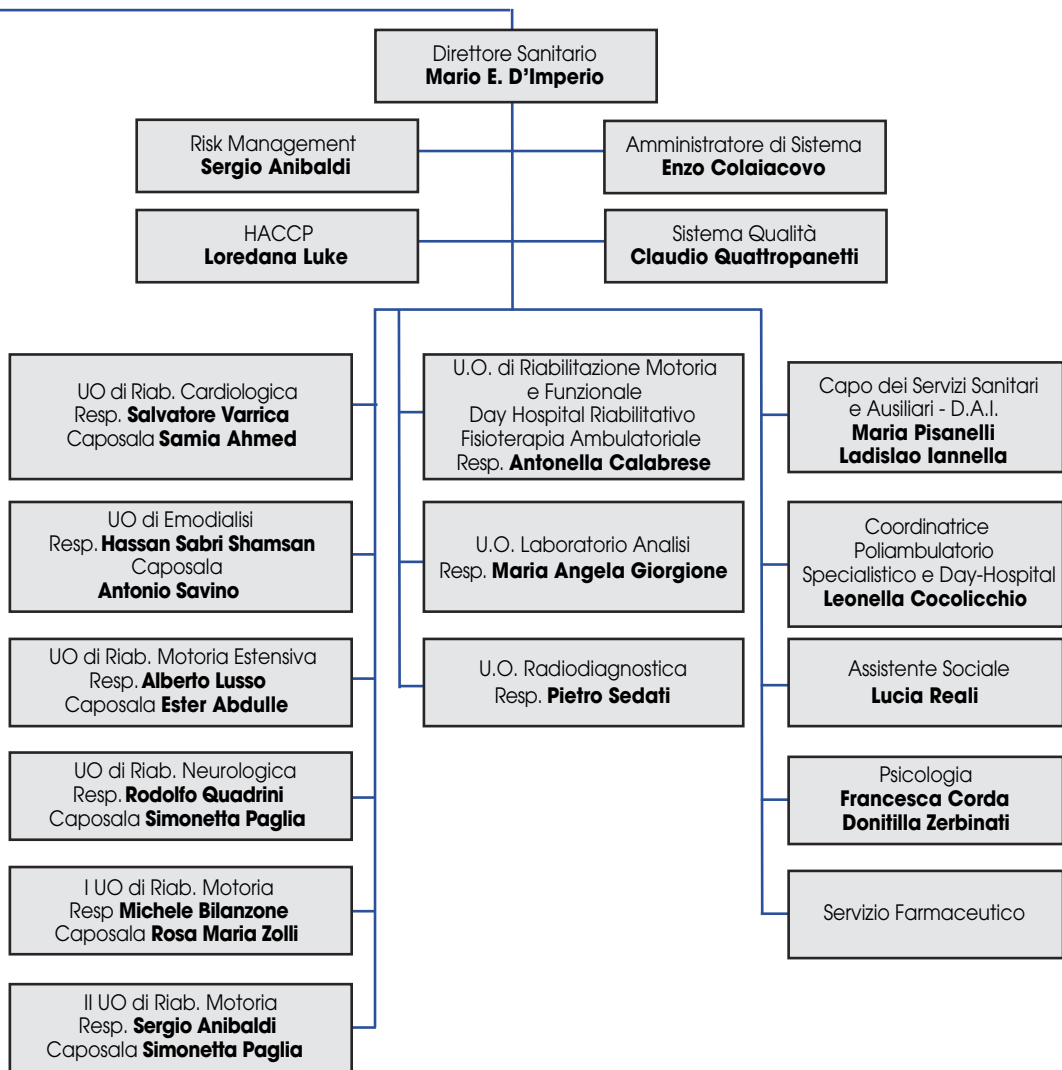 Direttore Sanitario
Mario E. D'Imperio
Risk Management
Sergio Anibaldi
Amministratore di Sistema
Enzo Colaiacovo
HACCP
Loredana Luke
Sistema Qualità
Claudio Quattropanetti
UO di Riab. Cardiologica
Resp. Salvatore Varrica
Caposala Samia Ahmed
UO di Emodialisi
Resp. Hassan Sabri Shamsan
Caposala
Antonio Savino
UO di Riab. Motoria Estensiva
Resp. Alberto Lusso
Caposala Ester Abdulle
UO di Riab. Neurologica
Resp. Rodolfo Quadrini
Caposala Simonetta Paglia
I UO di Riab. Motoria
Resp Michele Bilanzone
Caposala Rosa Maria Zolli
II UO di Riab. Motoria
Resp. Sergio Anibaldi
Caposala Simonetta Paglia
U.O. di Riabilitazione Motoria
e Funzionale
Day Hospital Riabilitativo
Fisioterapia Ambulatoriale
Resp. Antonella Calabrese
U.O. Laboratorio Analisi
Resp. Maria Angela Giorgione
U.O. Radiodiagnostica
Resp. Pietro Sedati
Capo dei Servizi Sanitari
e Ausiliari - D.A.I.
Maria Pisanelli
Ladislao Iannella
Coordinatrice
Poliambulatorio
Specialistico e Day-Hospital
Leonella Cocolicchio
Assistente Sociale
Lucia Reali
Psicologia
Francesca Corda
Donitilla Zerbinati
Servizio Farmaceutico